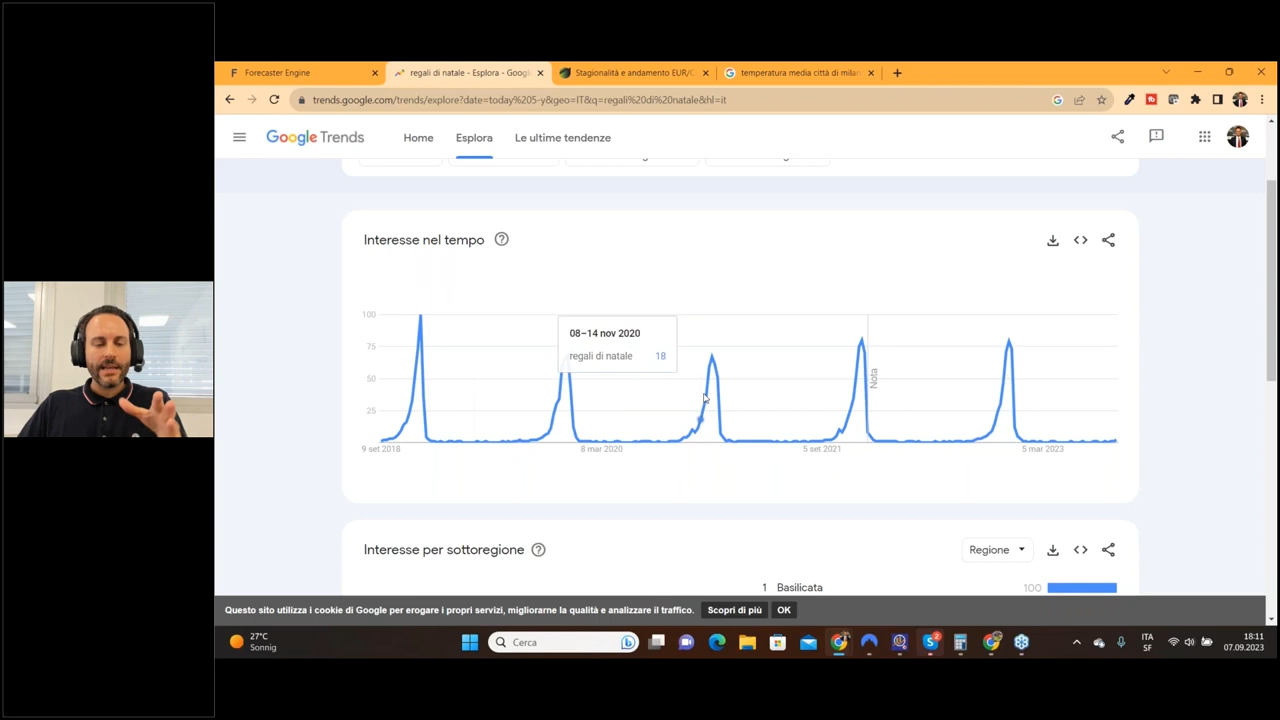 Forecaster Engine
regali di natale - Esplora - Goog
Stagionalità e andamento EUR/C
temperatura media città di milan
trends.google.com/trends/explore?date=today%205-y&geo=IT&q=regali%20di%20natale&hl=it
Google Trends
Home
Esplora
Le ultime tendenze
Interesse nel tempo
100
75
50
25
08–14 nov 2020
regali di natale 18
Nota
9 set 2018
8 mar 2020
5 set 2021
5 mar 2023
Interesse per sottoregione
Regione
1 Basilicata 100
Questo sito utilizza i cookie di Google per erogare i propri servizi, migliorarne la qualità e analizzare il traffico.
Scopri di più
OK
27°C
Sonnig
Cerca
2
ITA
SF
18:11
07.09.2023